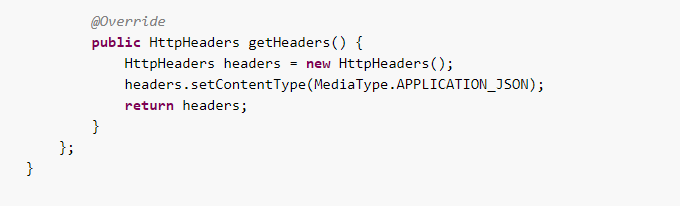 @Override
public HttpHeaders getHeaders() {
HttpHeaders headers = new HttpHeaders();
headers.setContentType(MediaType.APPLICATION_JSON);
return headers;
}
};
}